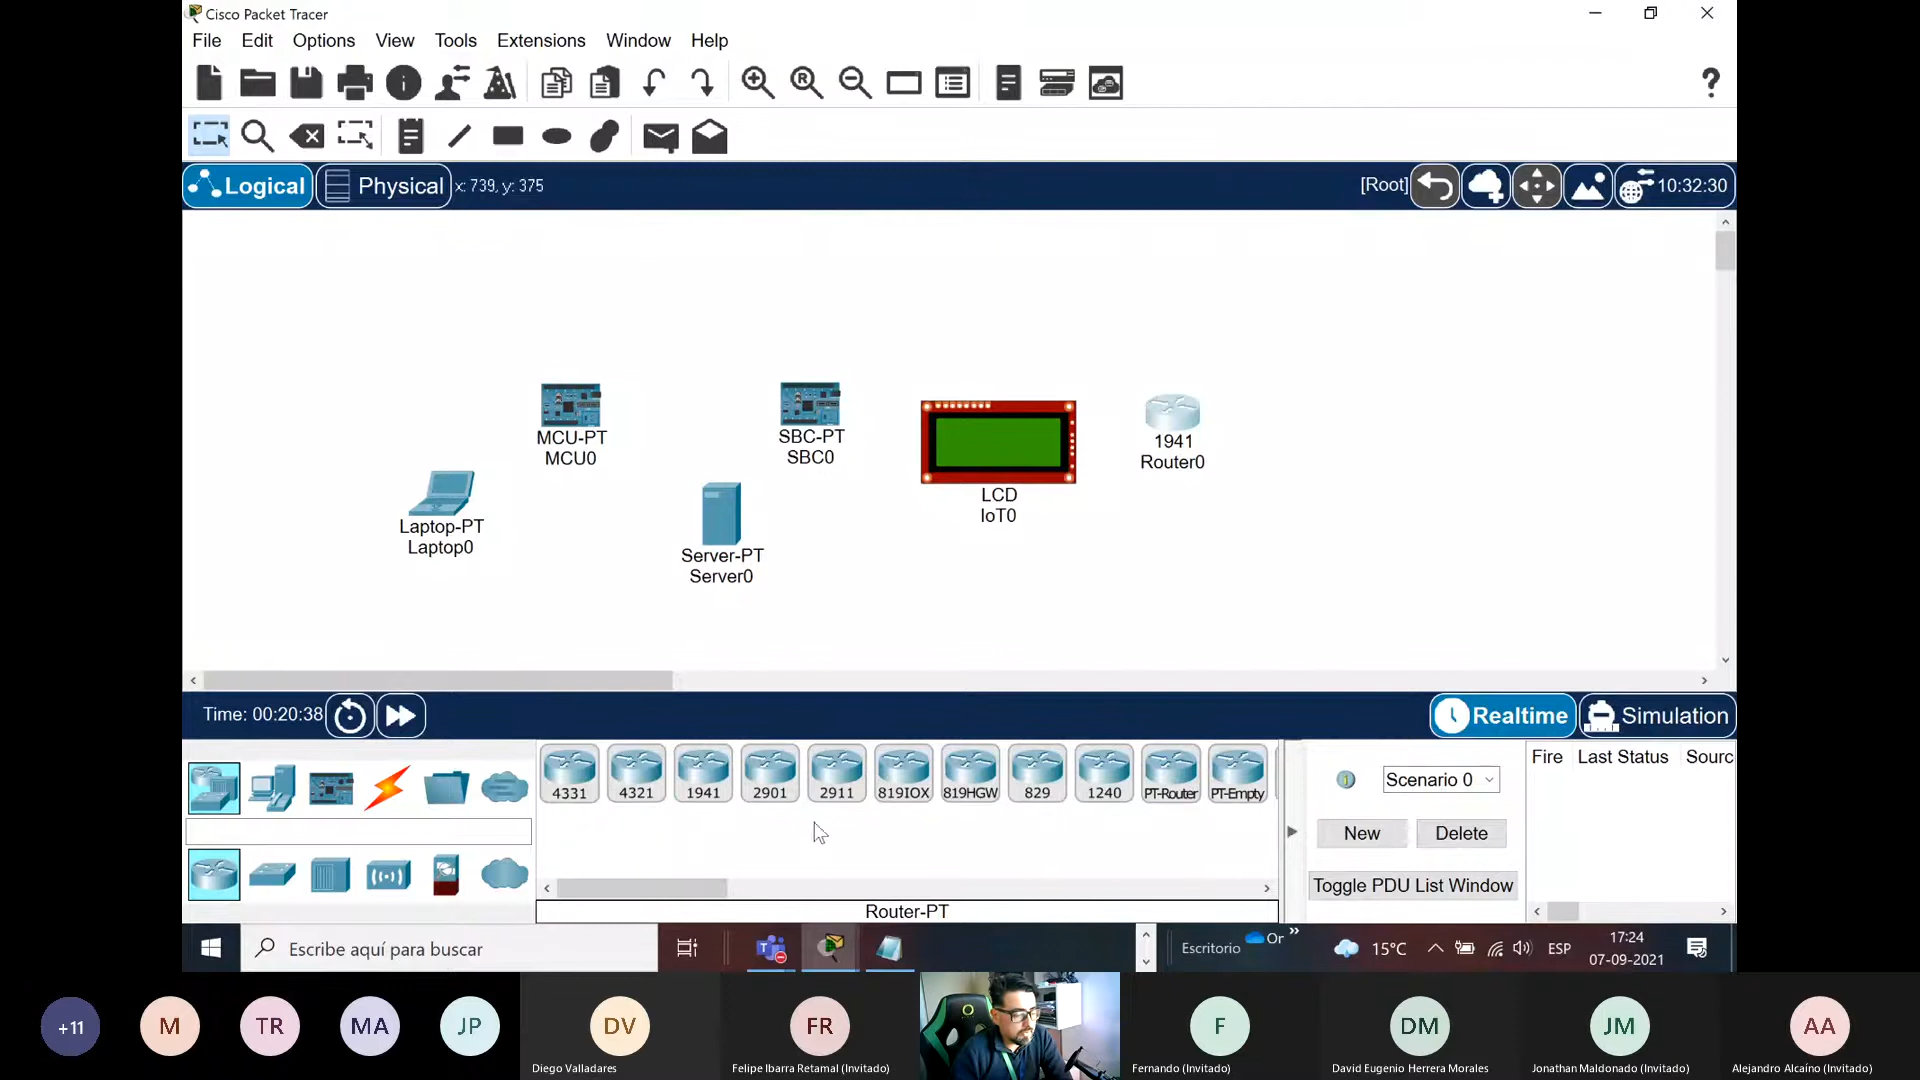 Cisco Packet Tracer
File Edit Options View Tools Extensions Window Help
Logical Physical x: 739, y: 375 [Root] 10:32:30
MCU-PT
MCU0
SBC-PT
SBC0
1941
Router0
LCD
IoT0
Laptop-PT
Laptop0
Server-PT
Server0
Time: 00:20:38 Realtime Simulation
4331 4321 1941 2901 2911 819IOX 819HGW 829 1240 PT-Router PT-Empty
Scenario 0
Fire Last Status Sourc
New Delete
Toggle PDU List Window
Router-PT
Escribe aquí para buscar
Escritorio Or » 15°C ESP
17:24
07-09-2021
+11 M TR MA JP DV FR F DM JM AA
Diego Valladares
Felipe Ibarra Retamal (Invitado)
Fernando (Invitado)
David Eugenio Herrera Morales
Jonathan Maldonado (Invitado)
Alejandro Alcaíno (Invitado)